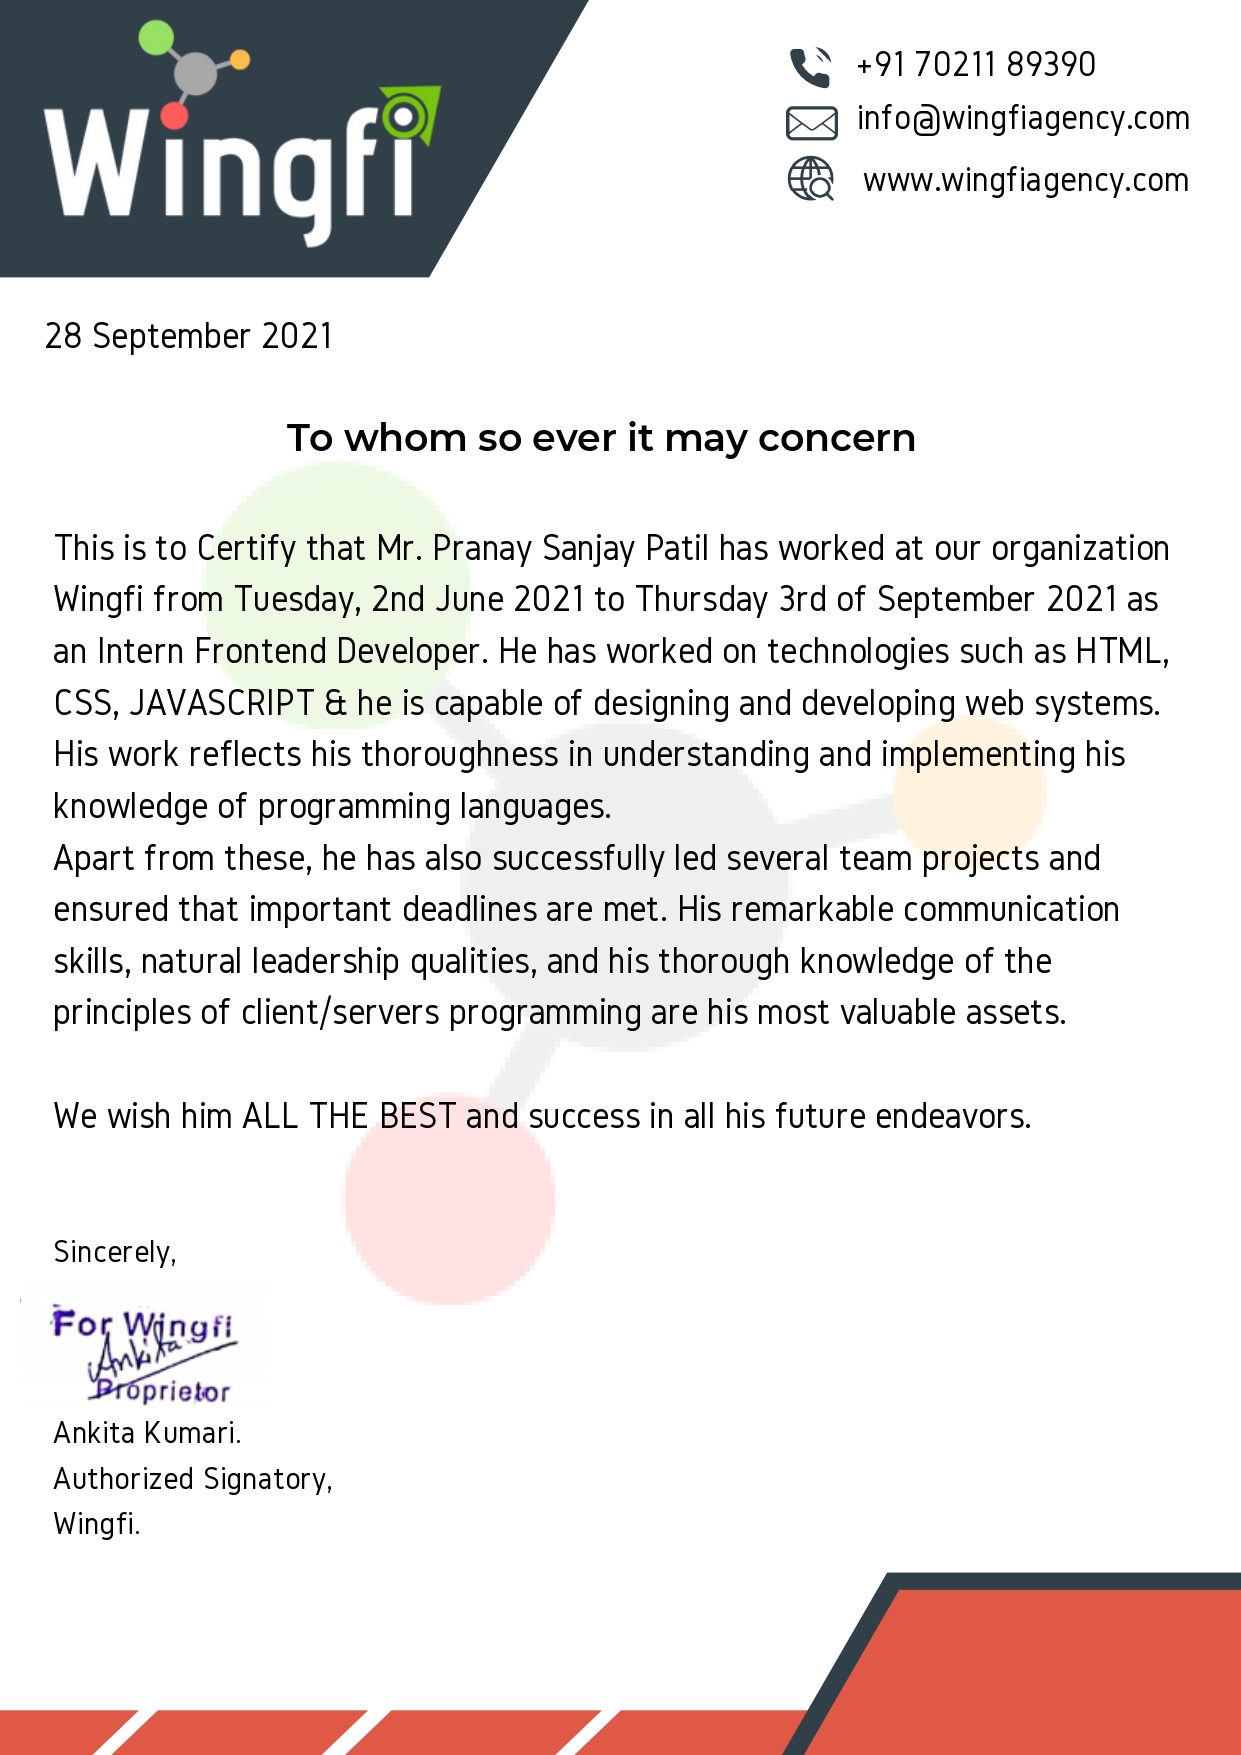 Wingfi
+91 70211 89390
info@wingfiagency.com
www.wingfiagency.com
28 September 2021
To whom so ever it may concern
This is to Certify that Mr. Pranay Sanjay Patil has worked at our organization
Wingfi from Tuesday, 2nd June 2021 to Thursday 3rd of September 2021 as
an Intern Frontend Developer. He has worked on technologies such as HTML,
CSS, JAVASCRIPT & he is capable of designing and developing web systems.
His work reflects his thoroughness in understanding and implementing his
knowledge of programming languages.
Apart from these, he has also successfully led several team projects and
ensured that important deadlines are met. His remarkable communication
skills, natural leadership qualities, and his thorough knowledge of the
principles of client/servers programming are his most valuable assets.
We wish him ALL THE BEST and success in all his future endeavors.
Sincerely,
For Wingfi
Ankita
Proprietor
Ankita Kumari.
Authorized Signatory,
Wingfi.